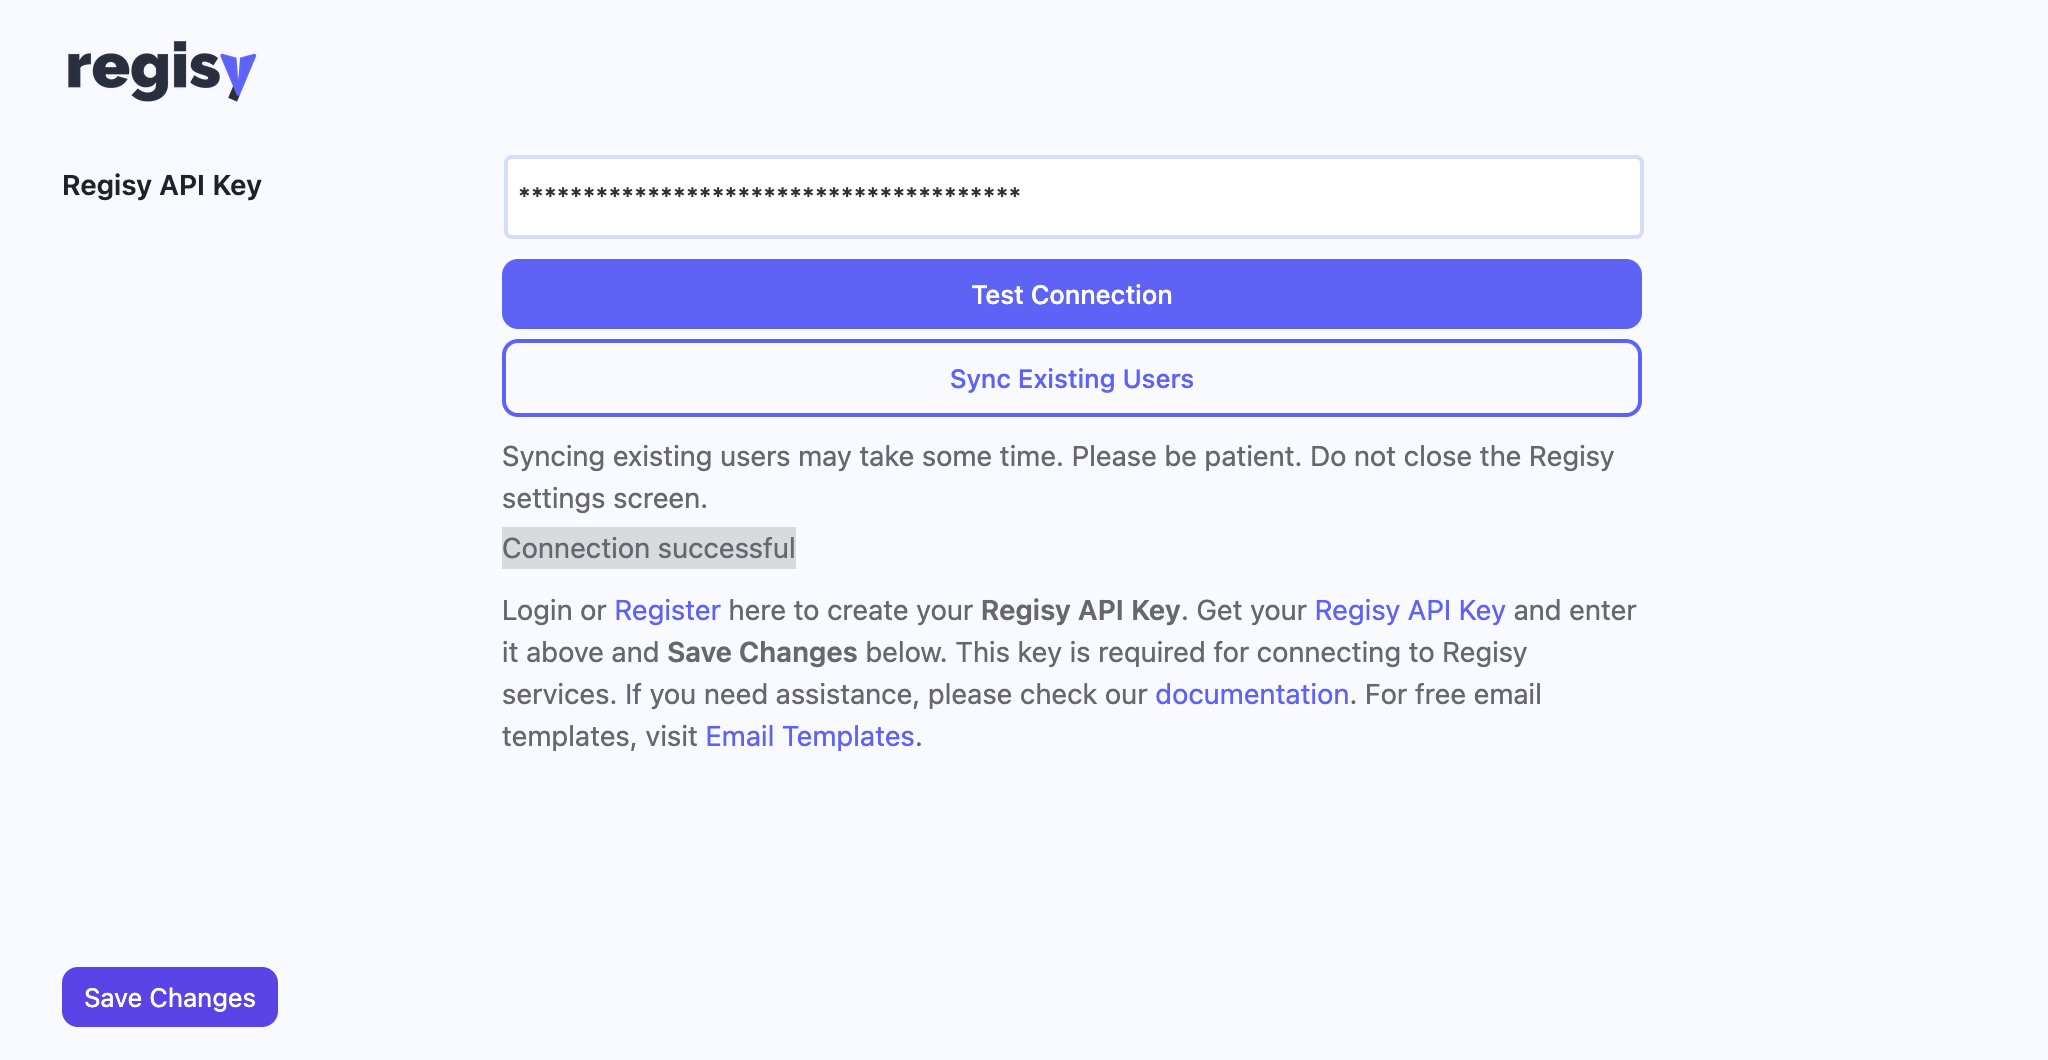 regisy
Regisy API Key
***************************************
Test Connection
Sync Existing Users
Syncing existing users may take some time. Please be patient. Do not close the Regisy
settings screen.
Connection successful
Login or Register here to create your Regisy API Key. Get your Regisy API Key and enter
it above and Save Changes below. This key is required for connecting to Regisy
services. If you need assistance, please check our documentation. For free email
templates, visit Email Templates.
Save Changes